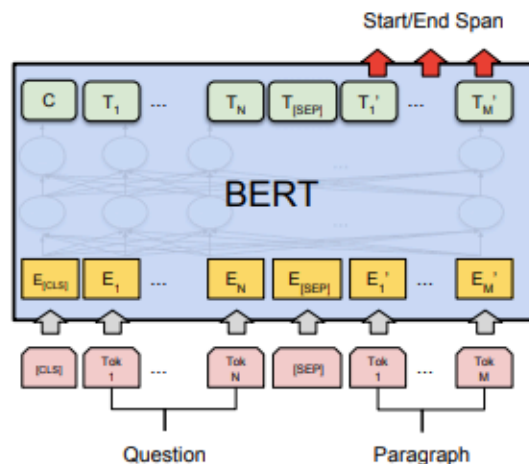 Start/End Span
C T1 ... TN T[SEP] T1' ... TM'
...
BERT
...
E[CLS] E1 ... EN E[SEP] E1' ... EM'
[CLS] Tok 1 ... Tok N [SEP] Tok 1 ... Tok M
Question Paragraph